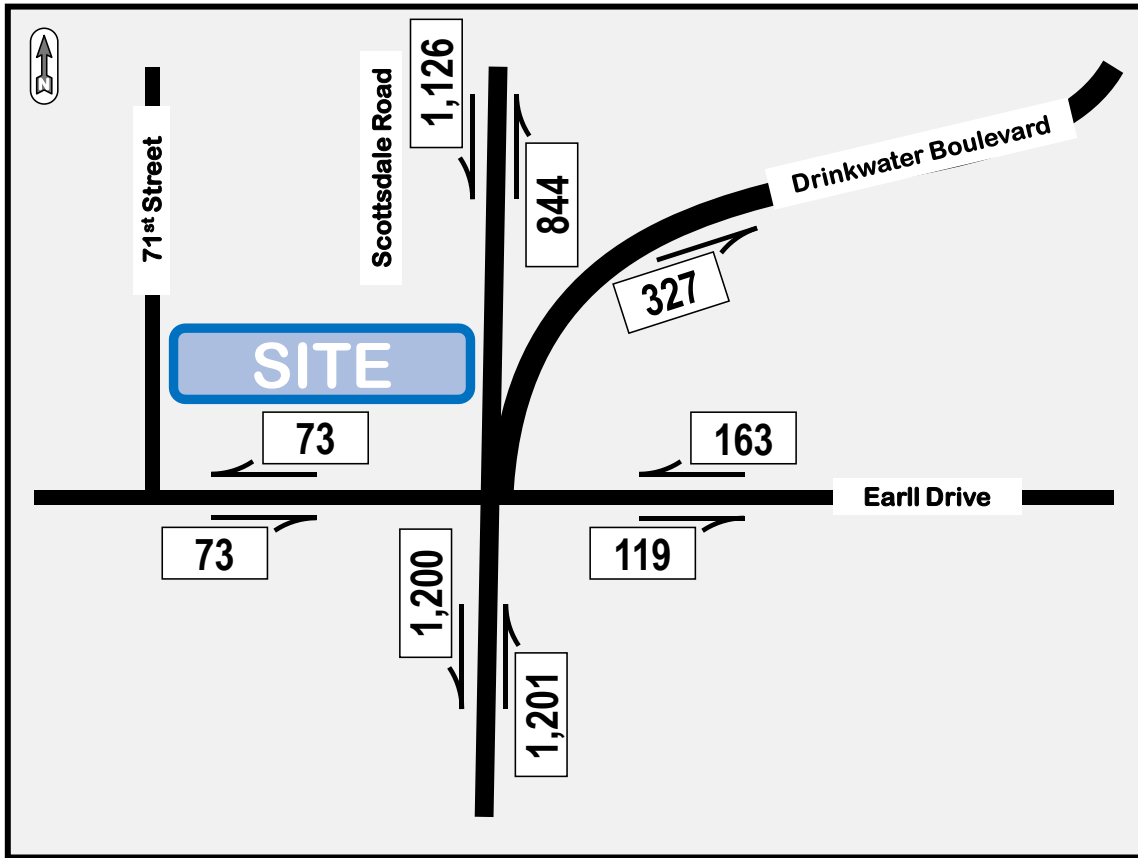 N
1,126
Scottsdale Road
71st Street
844
Drinkwater Boulevard
327
SITE
73
163
Earll Drive
73
119
1,200
1,201